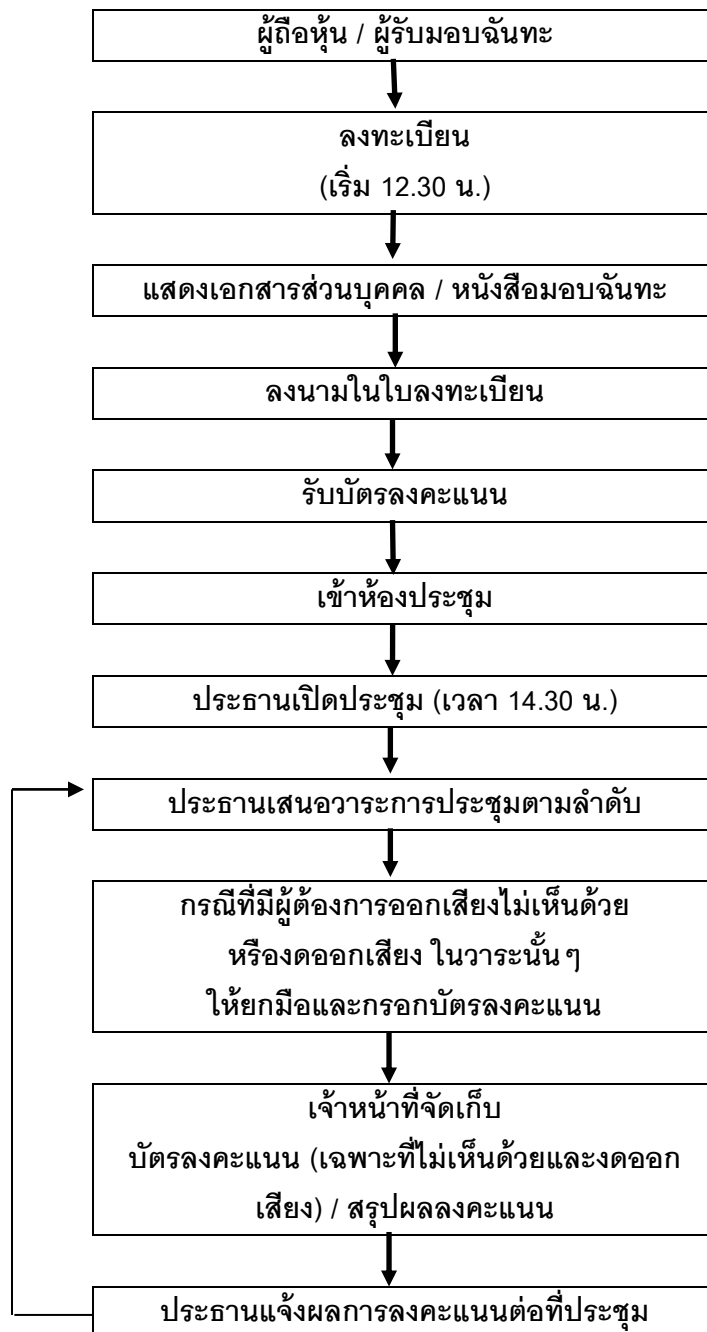 ผู้ถือหุ้น / ผู้รับมอบฉันทะ
ลงทะเบียน
(เริ่ม 12.30 น.)
แสดงเอกสารส่วนบุคคล / หนังสือมอบฉันทะ
ลงนามในใบลงทะเบียน
รับบัตรลงคะแนน
เข้าห้องประชุม
ประธานเปิดประชุม (เวลา 14.30 น.)
ประธานเสนอวาระการประชุมตามลำดับ
กรณีที่มีผู้ต้องการออกเสียงไม่เห็นด้วย
หรืองดออกเสียง ในวาระนั้น ๆ
ให้ยกมือและกรอกบัตรลงคะแนน
เจ้าหน้าที่จัดเก็บ
บัตรลงคะแนน (เฉพาะที่ไม่เห็นด้วยและงดออก
เสียง) / สรุปผลลงคะแนน
ประธานแจ้งผลการลงคะแนนต่อที่ประชุม